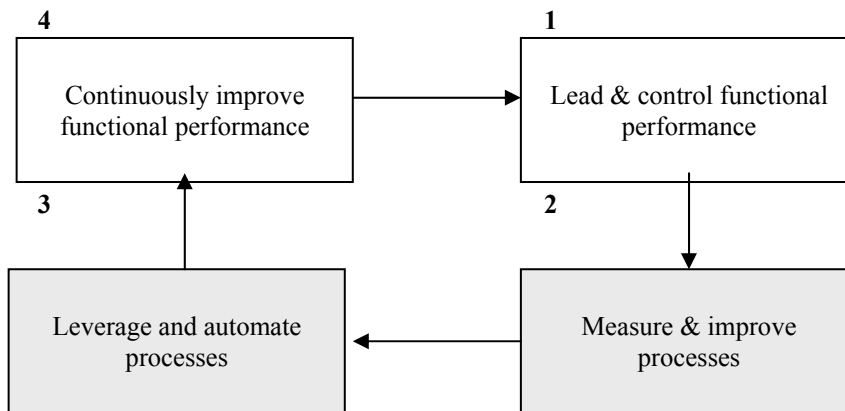 4
Continuously improve
functional performance
1
Lead & control functional
performance
3
Leverage and automate
processes
2
Measure & improve
processes